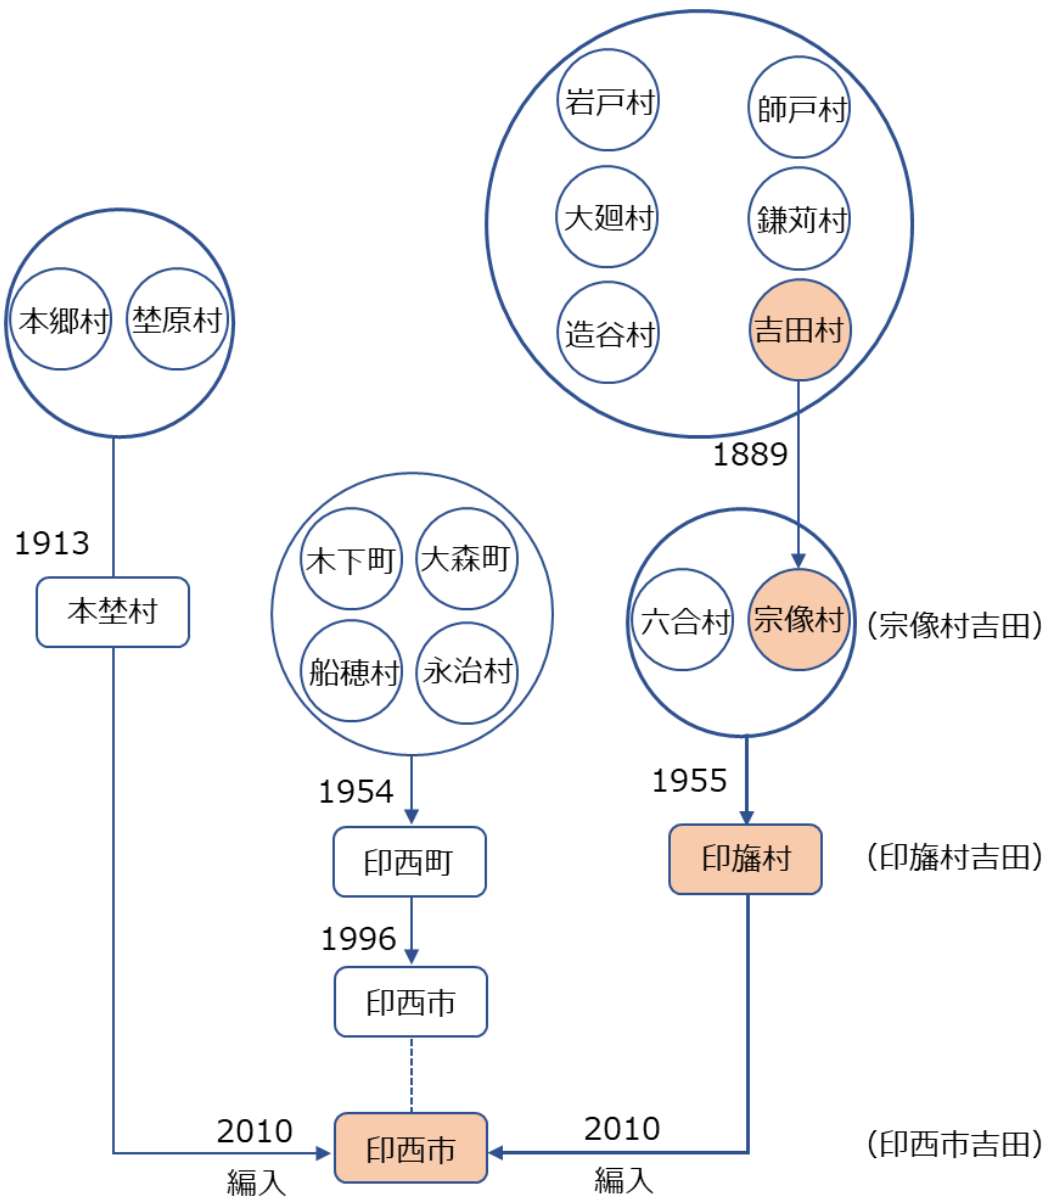 岩戸村
師戸村
大廻村
鎌苅村
造谷村
吉田村
本郷村
埜原村
1889
1913
本埜村
木下町
大森町
船穂村
永治村
六合村
宗像村
(宗像村吉田)
1954
1955
印西町
印旛村
(印旛村吉田)
1996
印西市
2010
編入
印西市
2010
編入
(印西市吉田)